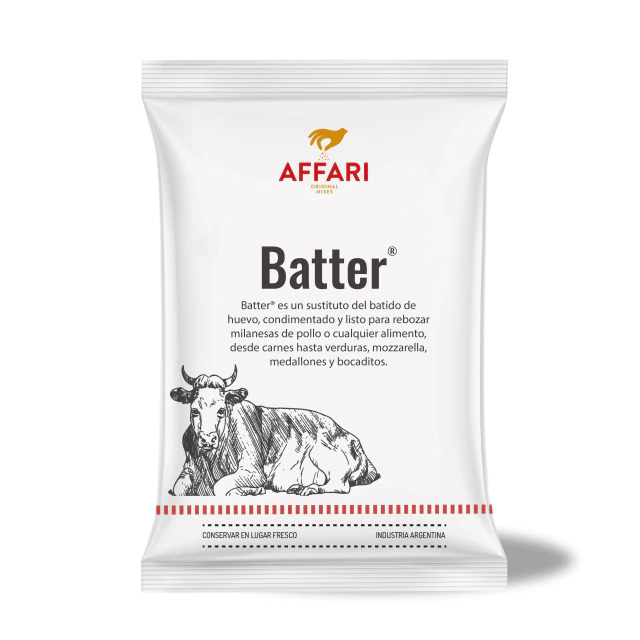 AFFARI
ORIGINAL
MIXES
Batter®
Batter® es un sustituto del batido de
huevo, condimentado y listo para rebozar
milanesas de pollo o cualquier alimento,
desde carnes hasta verduras, mozzarella,
medallones y bocaditos.
CONSERVAR EN LUGAR FRESCO INDUSTRIA ARGENTINA